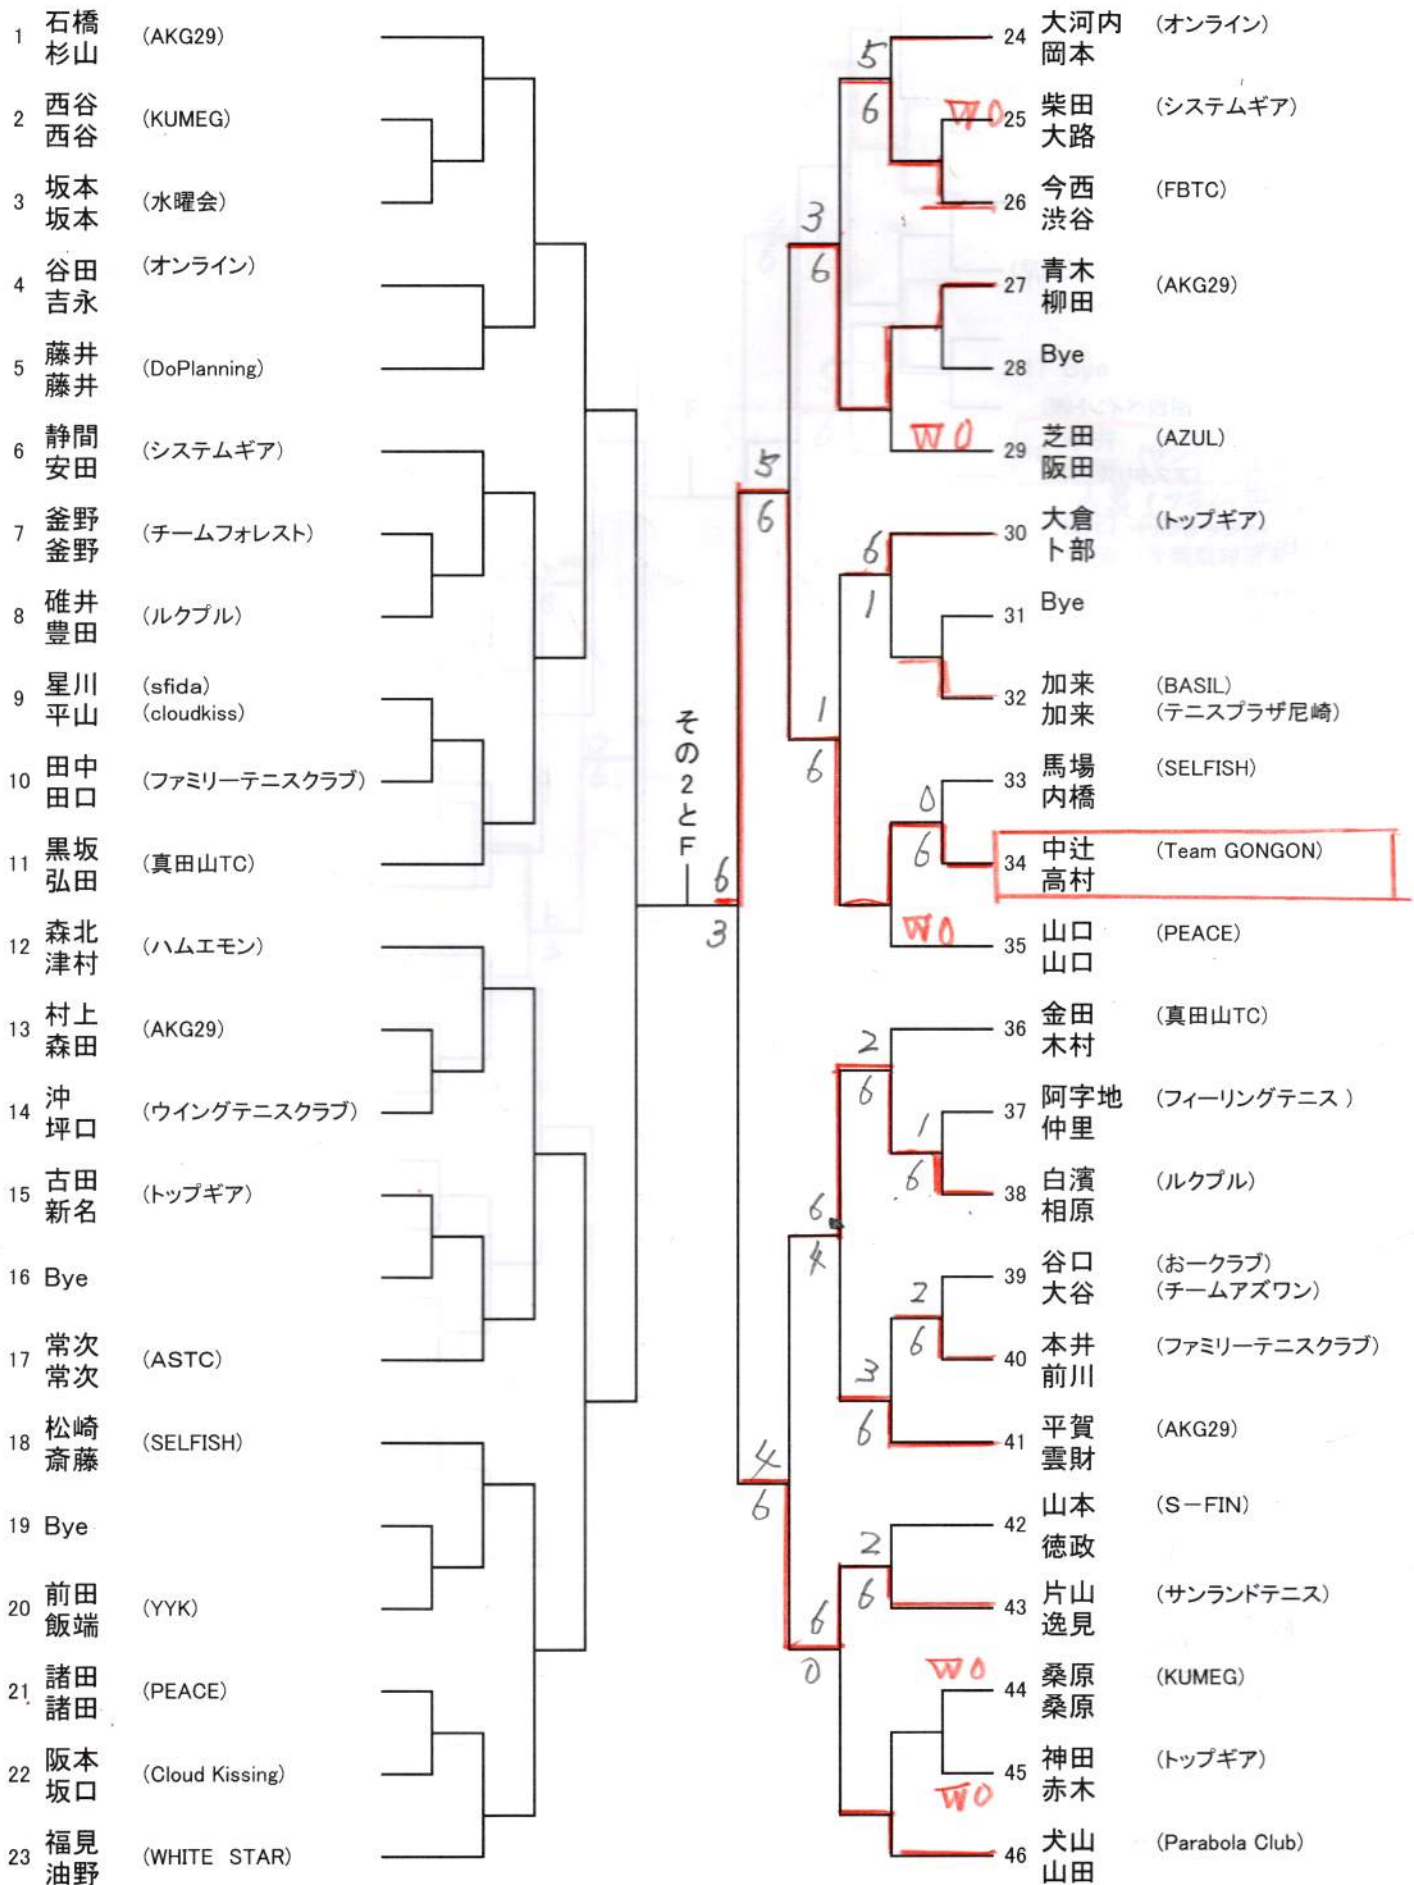 1 石橋 (AKG29)
杉山
2 西谷 (KUMEG)
西谷
3 坂本 (水曜会)
坂本
4 谷田 (オンライン)
吉永
5 藤井 (DoPlanning)
藤井
6 静間 (システムギア)
安田
7 釜野 (チームフォレスト)
釜野
8 碓井 (ルクプル)
豊田
9 星川 (sfida)
平山 (cloudkiss)
10 田中 (ファミリーテニスクラブ)
田口
11 黒坂 (真田山TC)
弘田
12 森北 (ハムエモン)
津村
13 村上 (AKG29)
森田
14 沖 (ウイングテニスクラブ)
坪口
15 古田 (トップギア)
新名
16 Bye
17 常次 (ASTC)
常次
18 松崎 (SELFISH)
斎藤
19 Bye
20 前田 (YYK)
飯端
21 諸田 (PEACE)
諸田
22 阪本 (Cloud Kissing)
坂口
23 福見 (WHITE STAR)
油野
その2とF
6
3
5
6
4
6
3
6
1
6
6
4
6
0
5
6
6
1
0
6
2
6
1
6
2
6
3
6
2
6
24 大河内 (オンライン)
岡本
WO 25 柴田 (システムギア)
大路
26 今西 (FBTC)
渋谷
27 青木 (AKG29)
柳田
28 Bye
WO 29 芝田 (AZUL)
阪田
30 大倉 (トップギア)
卜部
31 Bye
32 加来 (BASIL)
加来 (テニスプラザ尼崎)
33 馬場 (SELFISH)
内橋
34 中辻 (Team GONGON)
高村
WO 35 山口 (PEACE)
山口
36 金田 (真田山TC)
木村
37 阿字地 (フィーリングテニス )
仲里
38 白濱 (ルクプル)
相原
39 谷口 (おークラブ)
大谷 (チームアズワン)
40 本井 (ファミリーテニスクラブ)
前川
41 平賀 (AKG29)
雲財
42 山本 (S－FIN)
徳政
43 片山 (サンランドテニス)
逸見
WO 44 桑原 (KUMEG)
桑原
45 神田 (トップギア)
WO 赤木
46 犬山 (Parabola Club)
山田